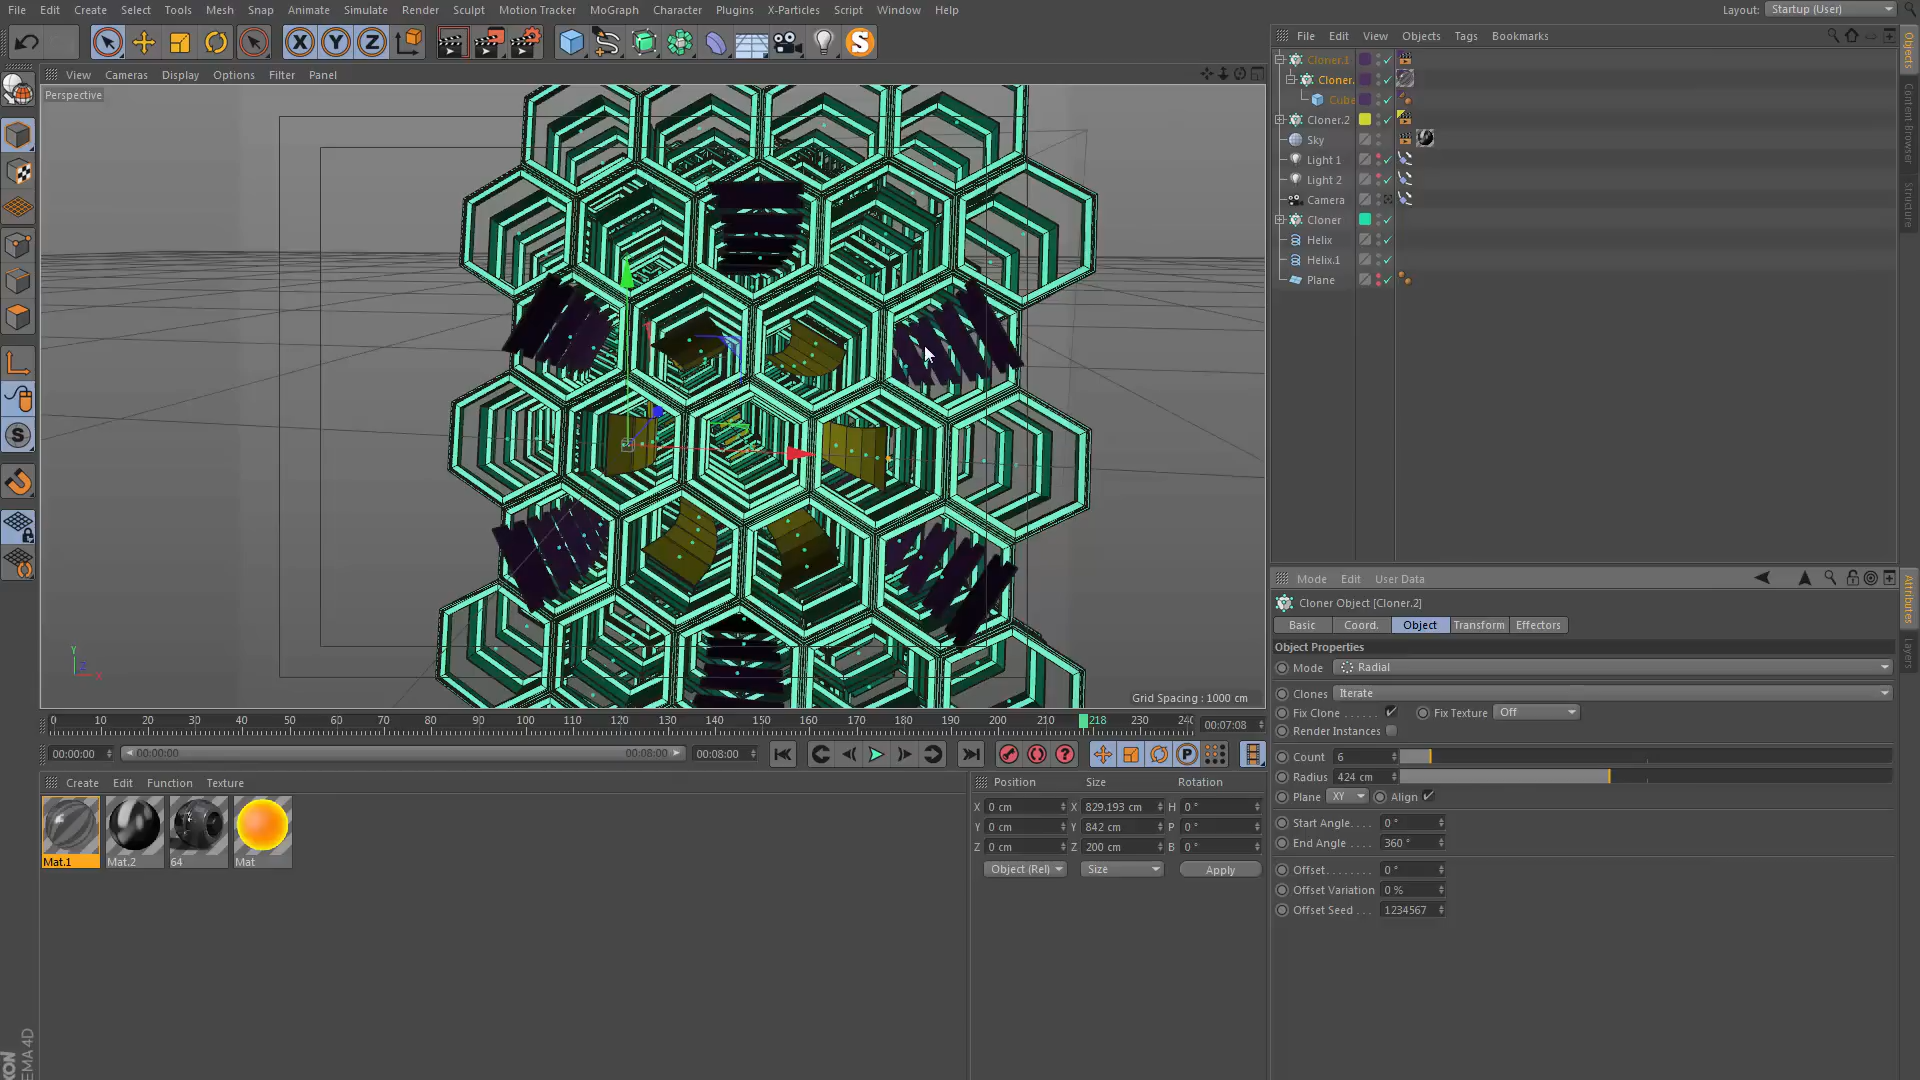 File Edit Create Select Tools Mesh Snap Animate Simulate Render Sculpt Motion Tracker MoGraph Character Plugins X-Particles Script Window Help
Layout: Startup (User)
View Cameras Display Options Filter Panel
Perspective
Y
Z
X
Grid Spacing : 1000 cm
File Edit View Objects Tags Bookmarks
Cloner.1
Cloner.
Cube
Cloner.2
Sky
Light 1
Light 2
Camera
Cloner
Helix
Helix.1
Plane
Objects
Content Browser
Structure
Attributes
Layers
0 10 20 30 40 50 60 70 80 90 100 110 120 130 140 150 160 170 180 190 200 210 218 230 240
00:07:08
00:00:00 00:00:00 00:08:00 00:08:00
Create Edit Function Texture
Mat.1 Mat.2 64 Mat
Position Size Rotation
X 0 cm X 829.193 cm H 0 °
Y 0 cm Y 842 cm P 0 °
Z 0 cm Z 200 cm B 0 °
Object (Rel) Size Apply
Mode Edit User Data
Cloner Object [Cloner.2]
Basic Coord. Object Transform Effectors
Object Properties
Mode Radial
Clones Iterate
Fix Clone Fix Texture Off
Render Instances
Count 6
Radius 424 cm
Plane XY Align
Start Angle 0 °
End Angle 360 °
Offset 0 °
Offset Variation 0 %
Offset Seed 1234567
EMA 4D